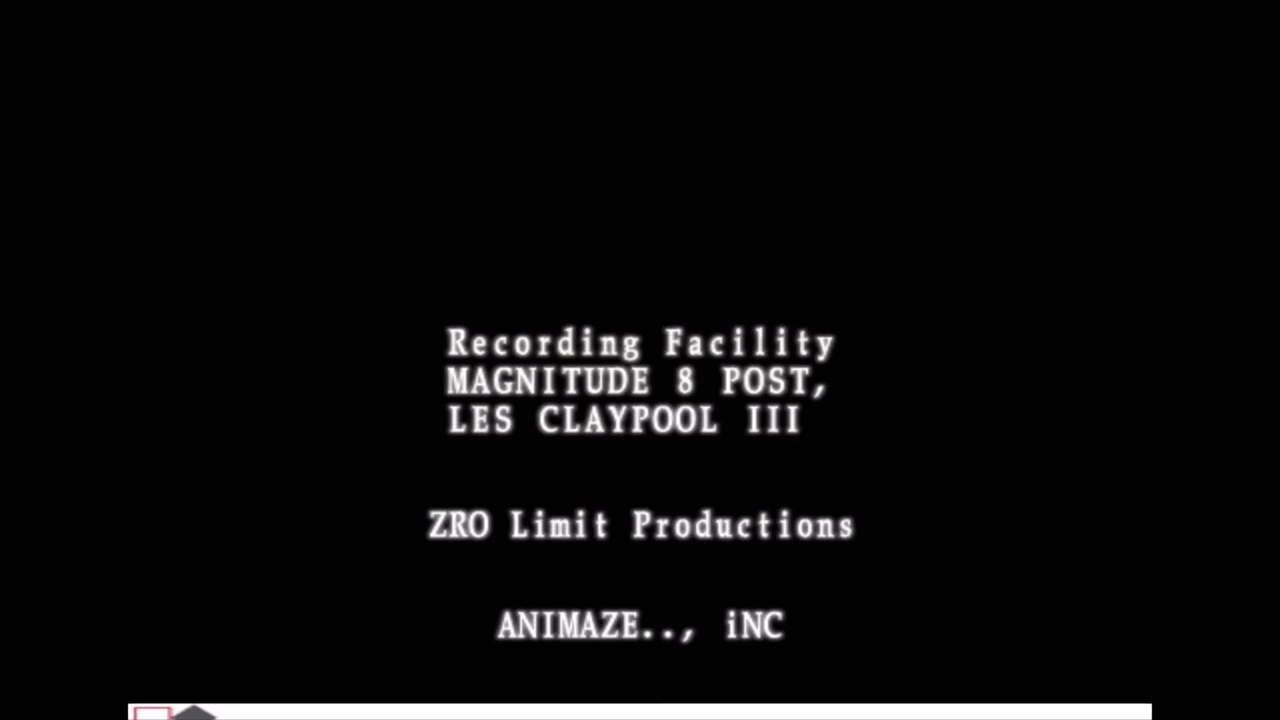 Recording Facility
MAGNITUDE 8 POST,
LES CLAYPOOL III
ZRO Limit Productions
ANIMAZE.., iNC